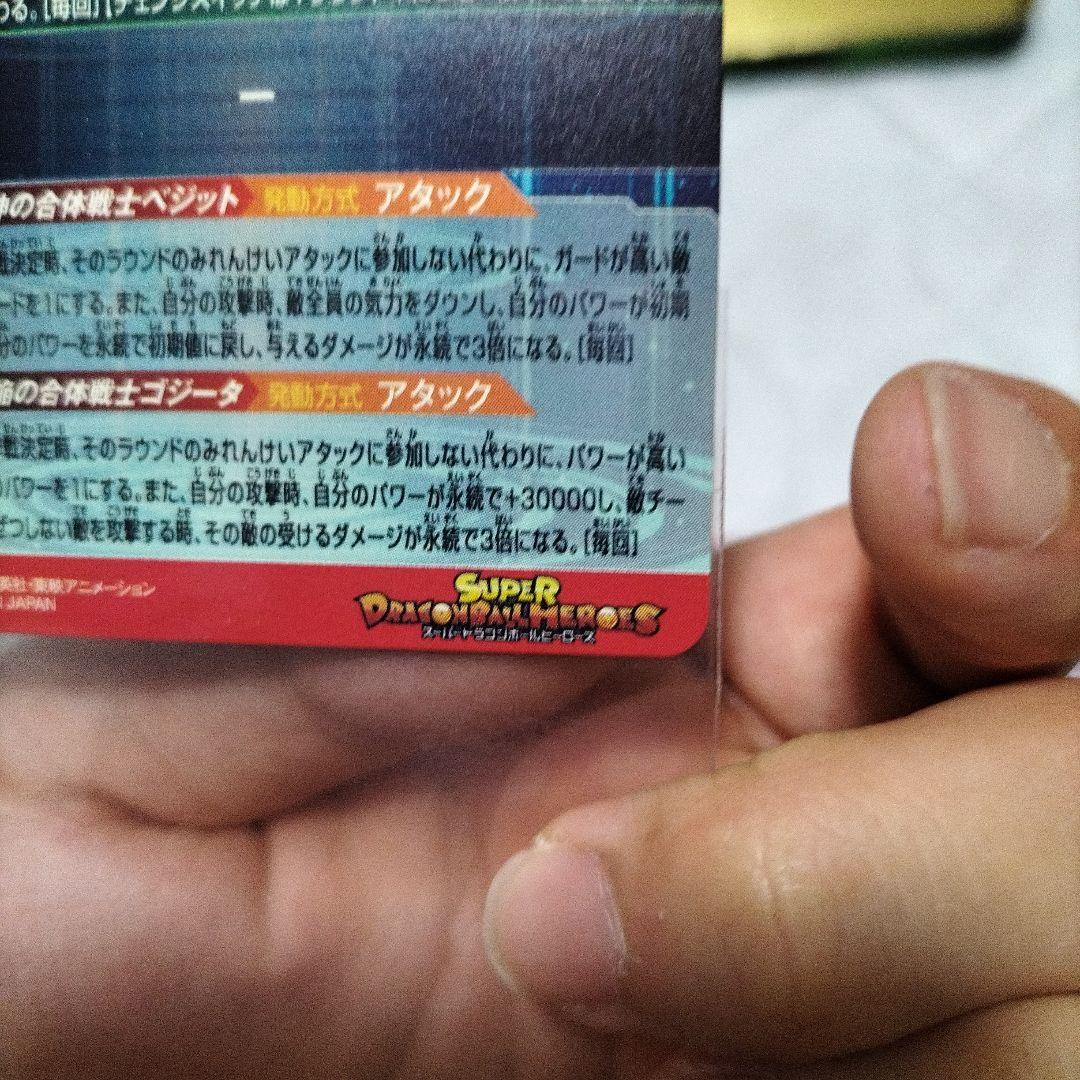 わる。[毎回]
の合体戦士ベジット 発動方式 アタック
戦決定時、そのラウンドのみれんけいアタックに参加しない代わりに、ガードが高い敵
ードを1にする。また、自分の攻撃時、敵全員の気力をダウンし、自分のパワーが初期
分のパワーを永続で初期値に戻し、与えるダメージが永続で3倍になる。[毎回]
の合体戦士ゴジータ 発動方式 アタック
戦決定時、そのラウンドのみれんけいアタックに参加しない代わりに、パワーが高い
のパワーを1にする。また、自分の攻撃時、自分のパワーが永続で+30000し、敵チー
ぜつしない敵を攻撃する時、その敵の受けるダメージが永続で3倍になる。[毎回]
英社・東映アニメーション
JAPAN
SUPER
DRAGONBALL HEROES
スーパードラゴンボールヒーローズ